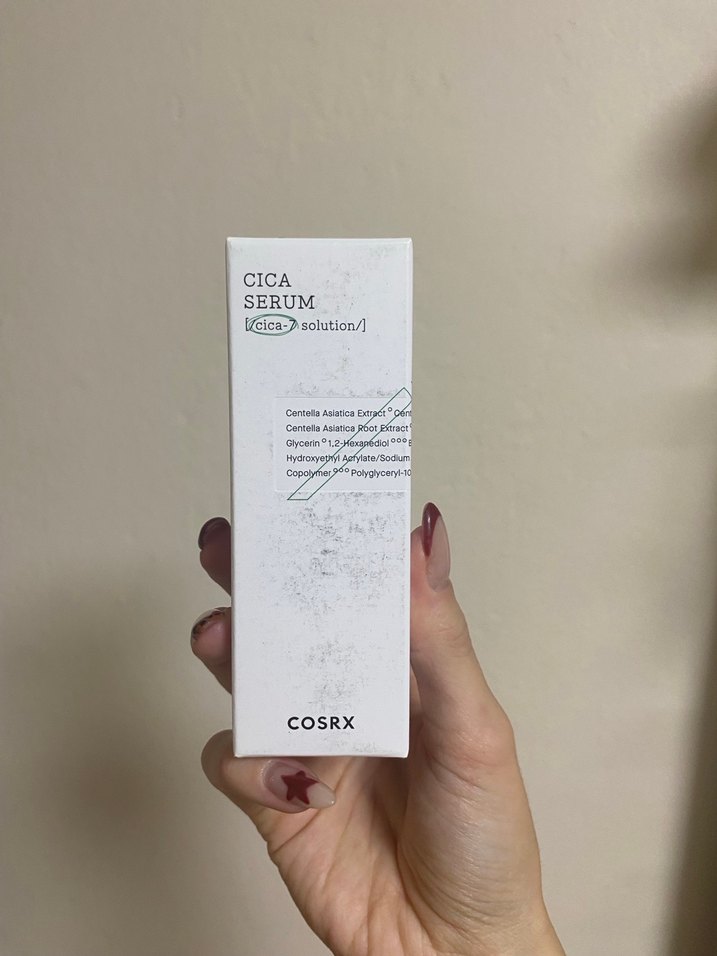 CICA
SERUM
[/cica-7 solution/]
Centella Asiatica Extract °
Centella Asiatica Root Extract °
Glycerin ° 1,2-Hexanediol °°°
Hydroxyethyl Acrylate/Sodium
Copolymer °°° Polyglyceryl-10
COSRX